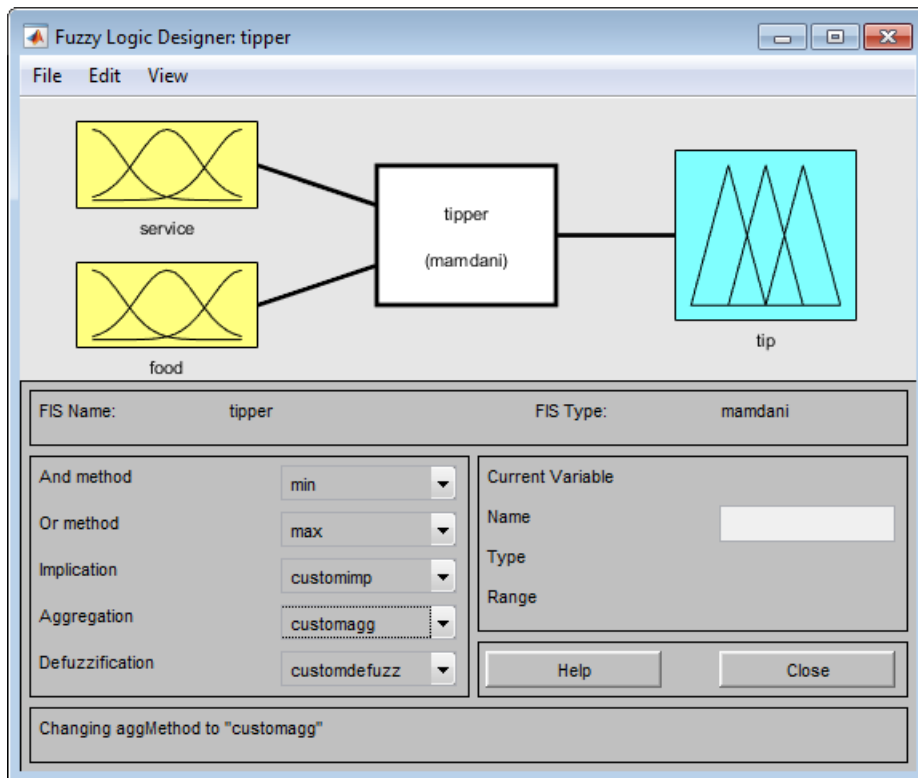 Fuzzy Logic Designer: tipper
File Edit View
service
food
tipper
(mamdani)
tip
FIS Name: tipper FIS Type: mamdani
And method min
Or method max
Implication customimp
Aggregation customagg
Defuzzification customdefuzz
Current Variable
Name
Type
Range
Help Close
Changing aggMethod to "customagg"